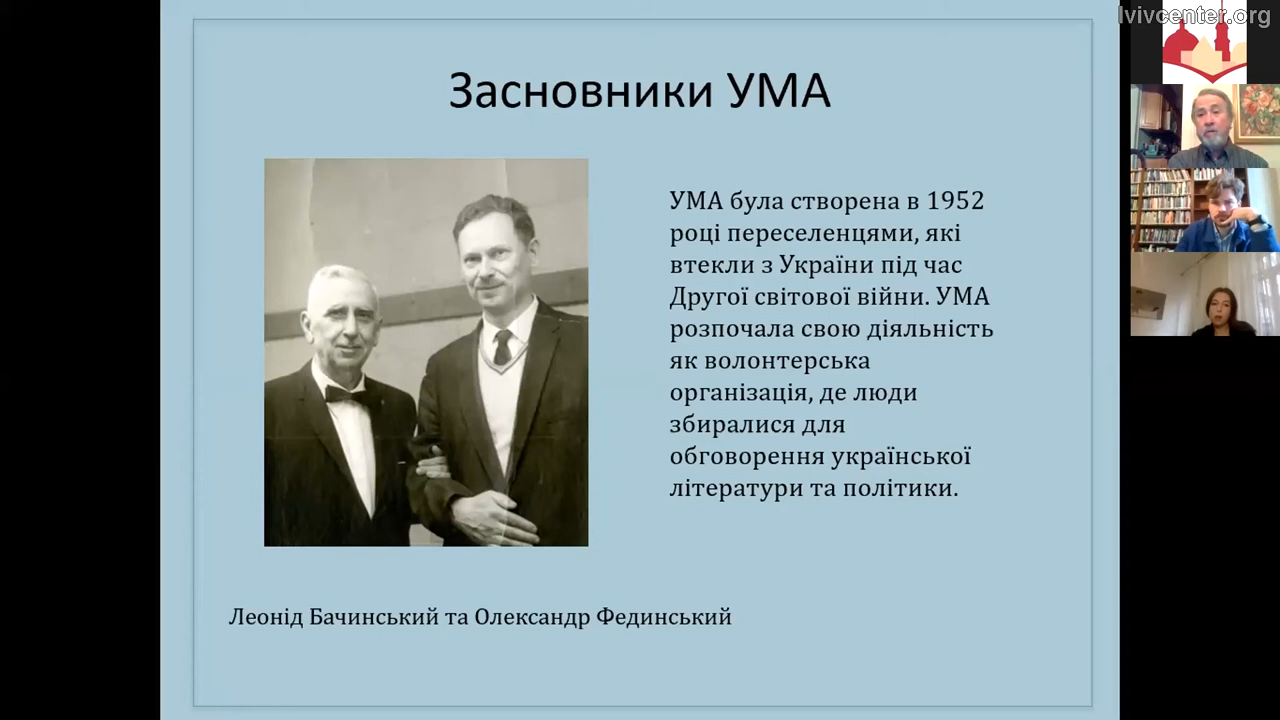 lvivcenter.org
Засновники УМА
УМА була створена в 1952
році переселенцями, які
втекли з України під час
Другої світової війни. УМА
розпочала свою діяльність
як волонтерська
організація, де люди
збиралися для
обговорення української
літератури та політики.
Леонід Бачинський та Олександр Фединський